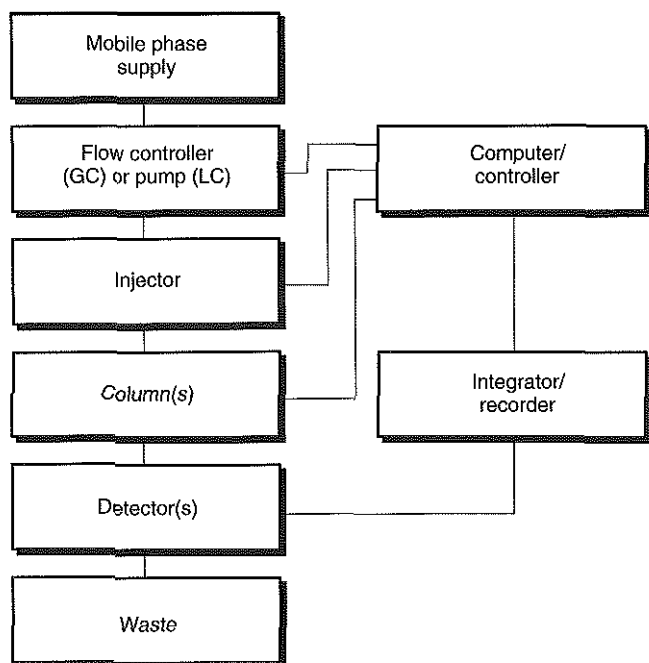 Mobile phase
supply
Flow controller
(GC) or pump (LC)
Computer/
controller
Injector
Column(s)
Integrator/
recorder
Detector(s)
Waste